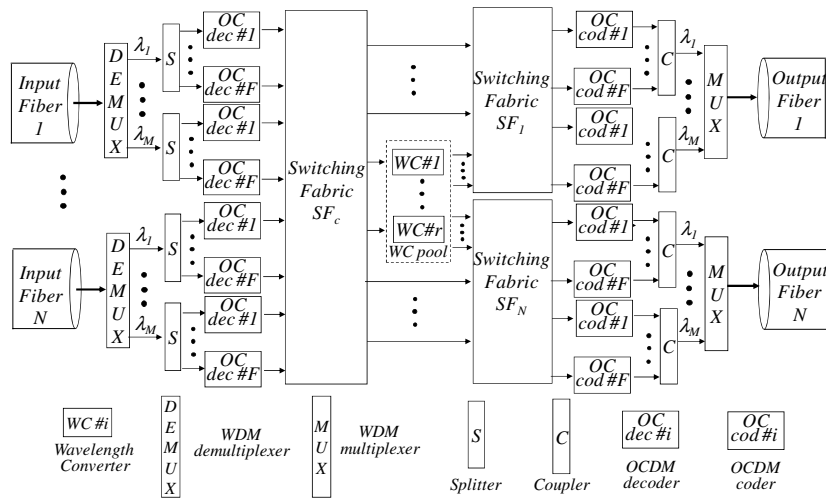 Input
Fiber
1
D
E
M
U
X
λ1
λM
S
S
OC
dec #1
OC
dec #F
OC
dec #1
OC
dec #F
Input
Fiber
N
D
E
M
U
X
λ1
λM
S
S
OC
dec #1
OC
dec #F
OC
dec #1
OC
dec #F
Switching
Fabric
SFc
WC#1
WC#r
WC pool
Switching
Fabric
SF1
Switching
Fabric
SFN
OC
cod #1
OC
cod #F
OC
cod #1
OC
cod #F
C
C
λ1
λM
M
U
X
Output
Fiber
1
OC
cod #1
OC
cod #F
OC
cod #1
OC
cod #F
C
C
λ1
λM
M
U
X
Output
Fiber
N
WC #i
Wavelength
Converter
D
E
M
U
X
WDM
demultiplexer
M
U
X
WDM
multiplexer
S
Splitter
C
Coupler
OC
dec #i
OCDM
decoder
OC
cod #i
OCDM
coder